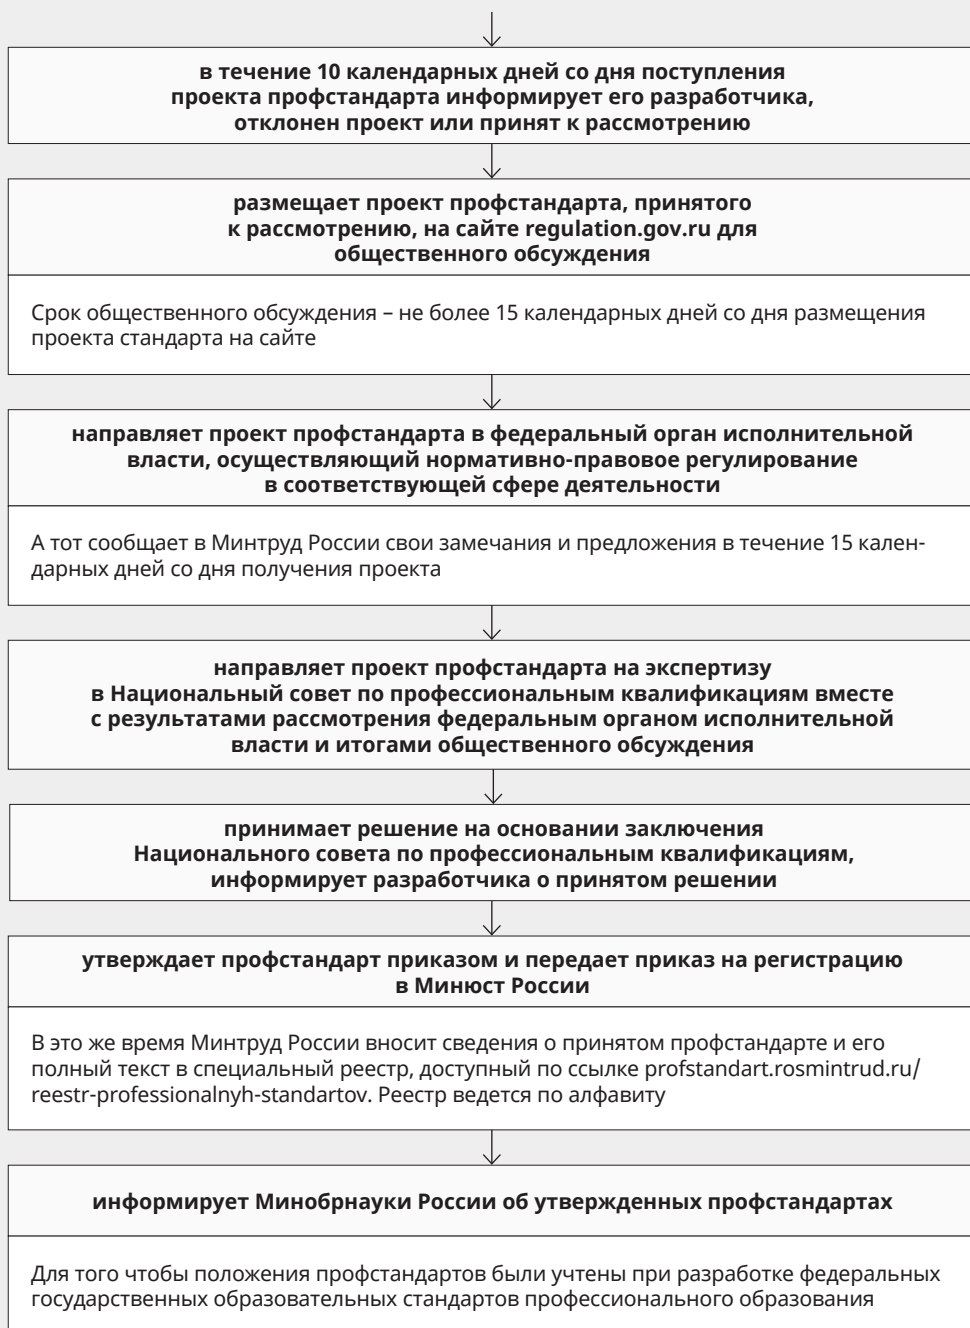 в течение 10 календарных дней со дня поступления
проекта профстандарта информирует его разработчика,
отклонен проект или принят к рассмотрению
размещает проект профстандарта, принятого
к рассмотрению, на сайте regulation.gov.ru для
общественного обсуждения
Срок общественного обсуждения – не более 15 календарных дней со дня размещения
проекта стандарта на сайте
направляет проект профстандарта в федеральный орган исполнительной
власти, осуществляющий нормативно-правовое регулирование
в соответствующей сфере деятельности
А тот сообщает в Минтруд России свои замечания и предложения в течение 15 кален-
дарных дней со дня получения проекта
направляет проект профстандарта на экспертизу
в Национальный совет по профессиональным квалификациям вместе
с результатами рассмотрения федеральным органом исполнительной
власти и итогами общественного обсуждения
принимает решение на основании заключения
Национального совета по профессиональным квалификациям,
информирует разработчика о принятом решении
утверждает профстандарт приказом и передает приказ на регистрацию
в Минюст России
В это же время Минтруд России вносит сведения о принятом профстандарте и его
полный текст в специальный реестр, доступный по ссылке profstandart.rosmintrud.ru/
reestr-professionalnyh-standartov. Реестр ведется по алфавиту
информирует Минобрнауки России об утвержденных профстандартах
Для того чтобы положения профстандартов были учтены при разработке федеральных
государственных образовательных стандартов профессионального образования